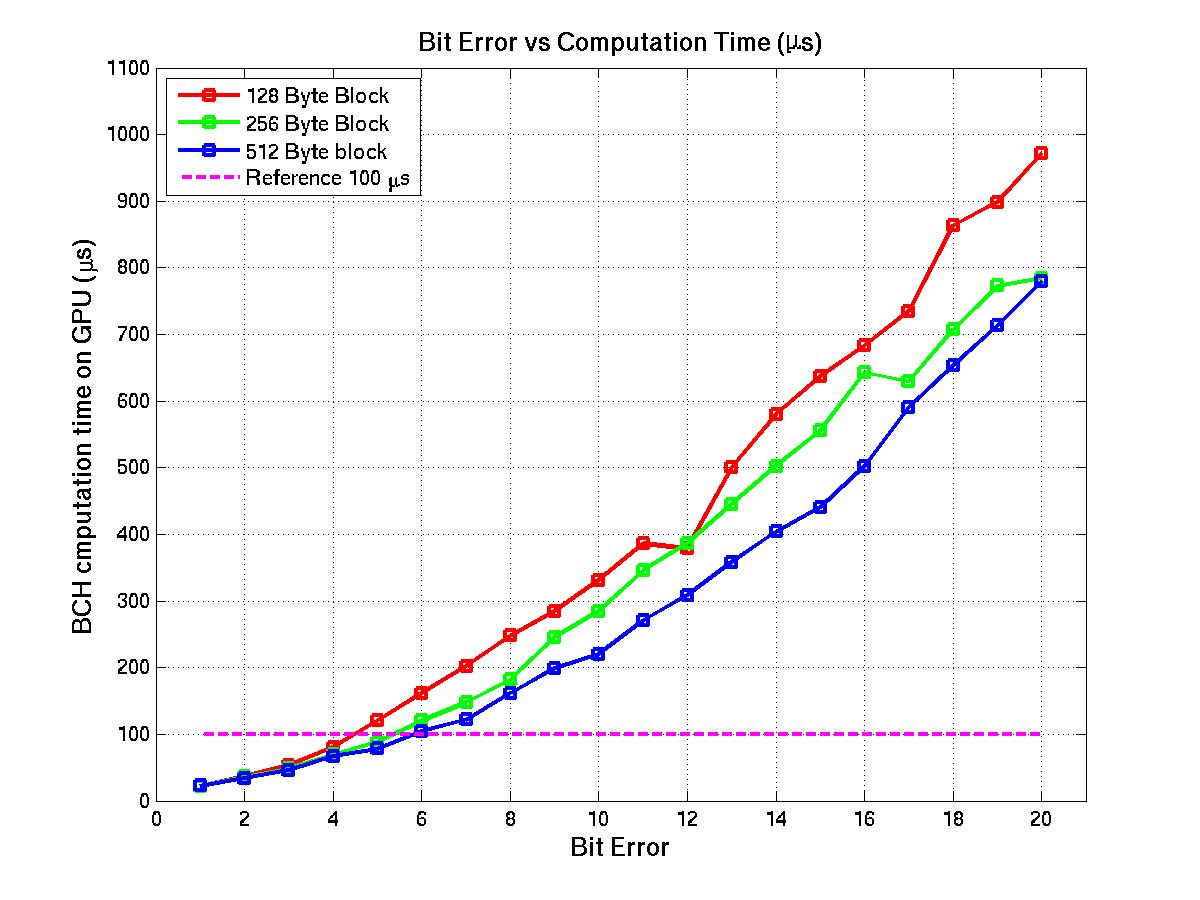 Bit Error vs Computation Time (μs)
128 Byte Block
256 Byte Block
512 Byte block
Reference 100 μs
BCH cmputation time on GPU (μs)
1100
1000
900
800
700
600
500
400
300
200
100
0
0 2 4 6 8 10 12 14 16 18 20
Bit Error